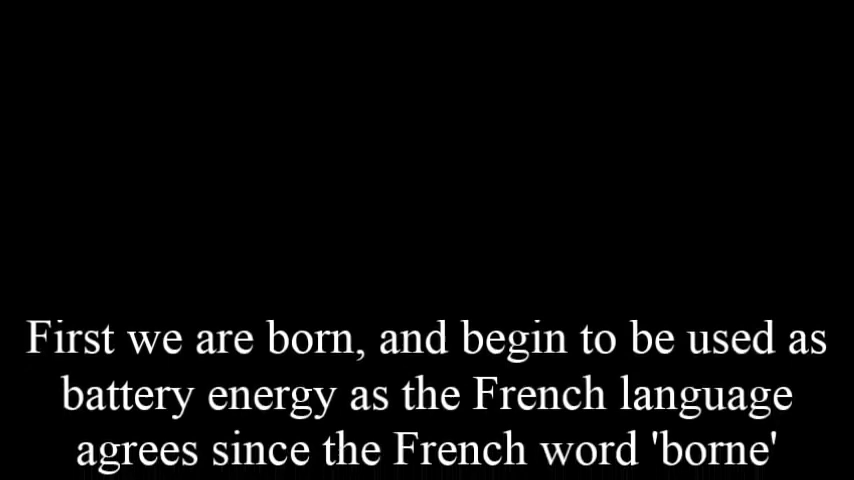 First we are born, and begin to be used as
battery energy as the French language
agrees since the French word 'borne'